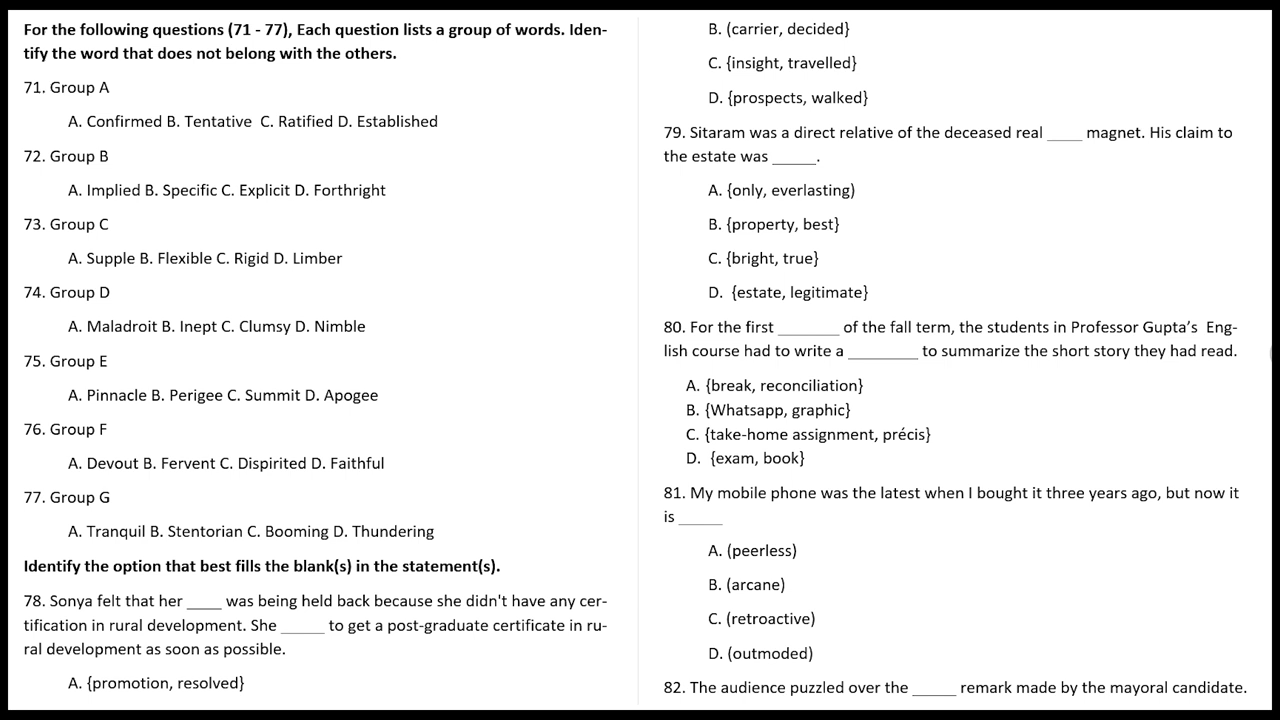 For the following questions (71 - 77), Each question lists a group of words. Iden-
tify the word that does not belong with the others.
71. Group A
A. Confirmed B. Tentative C. Ratified D. Established
72. Group B
A. Implied B. Specific C. Explicit D. Forthright
73. Group C
A. Supple B. Flexible C. Rigid D. Limber
74. Group D
A. Maladroit B. Inept C. Clumsy D. Nimble
75. Group E
A. Pinnacle B. Perigee C. Summit D. Apogee
76. Group F
A. Devout B. Fervent C. Dispirited D. Faithful
77. Group G
A. Tranquil B. Stentorian C. Booming D. Thundering
Identify the option that best fills the blank(s) in the statement(s).
78. Sonya felt that her ____ was being held back because she didn't have any cer-
tification in rural development. She _____ to get a post-graduate certificate in ru-
ral development as soon as possible.
A. {promotion, resolved}
B. (carrier, decided}
C. {insight, travelled}
D. {prospects, walked}
79. Sitaram was a direct relative of the deceased real ____ magnet. His claim to
the estate was _____.
A. {only, everlasting)
B. {property, best}
C. {bright, true}
D. {estate, legitimate}
80. For the first _______ of the fall term, the students in Professor Gupta’s Eng-
lish course had to write a ________ to summarize the short story they had read.
A. {break, reconciliation}
B. {Whatsapp, graphic}
C. {take-home assignment, précis}
D. {exam, book}
81. My mobile phone was the latest when I bought it three years ago, but now it
is _____
A. (peerless)
B. (arcane)
C. (retroactive)
D. (outmoded)
82. The audience puzzled over the _____ remark made by the mayoral candidate.